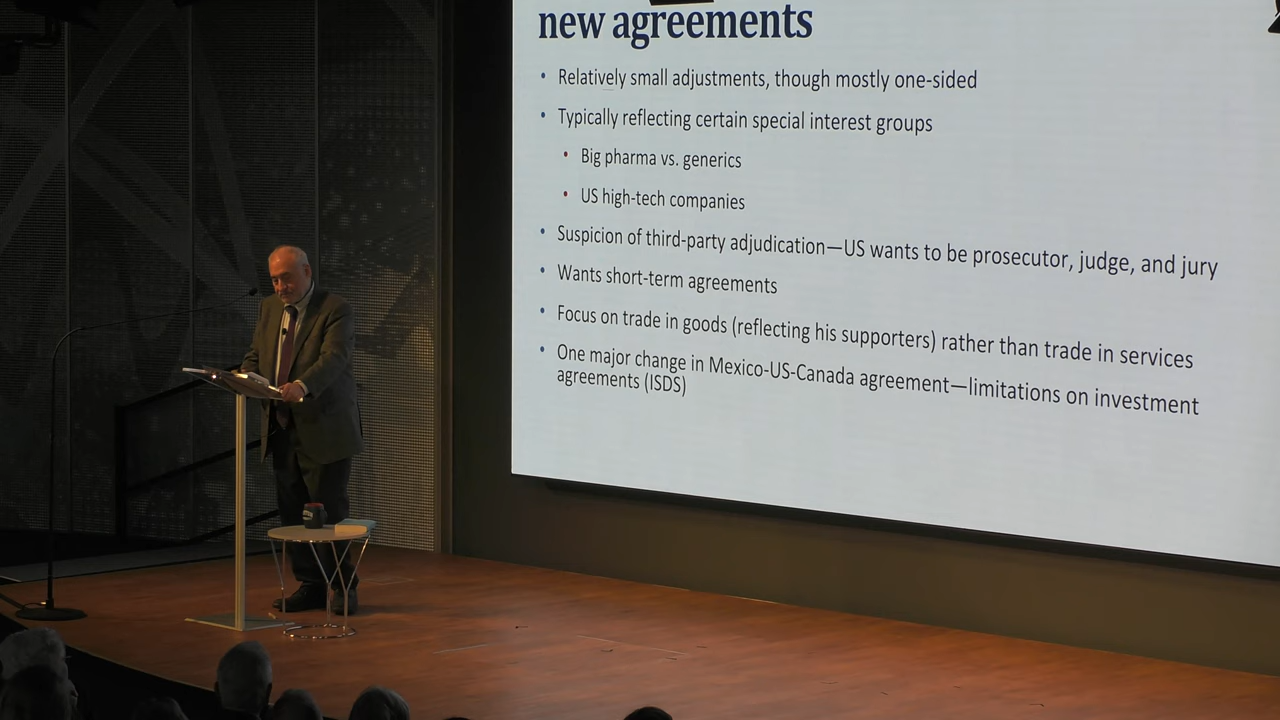 new agreements
• Relatively small adjustments, though mostly one-sided
• Typically reflecting certain special interest groups
• Big pharma vs. generics
• US high-tech companies
• Suspicion of third-party adjudication—US wants to be prosecutor, judge, and jury
• Wants short-term agreements
• Focus on trade in goods (reflecting his supporters) rather than trade in services
• One major change in Mexico-US-Canada agreement—limitations on investment
agreements (ISDS)